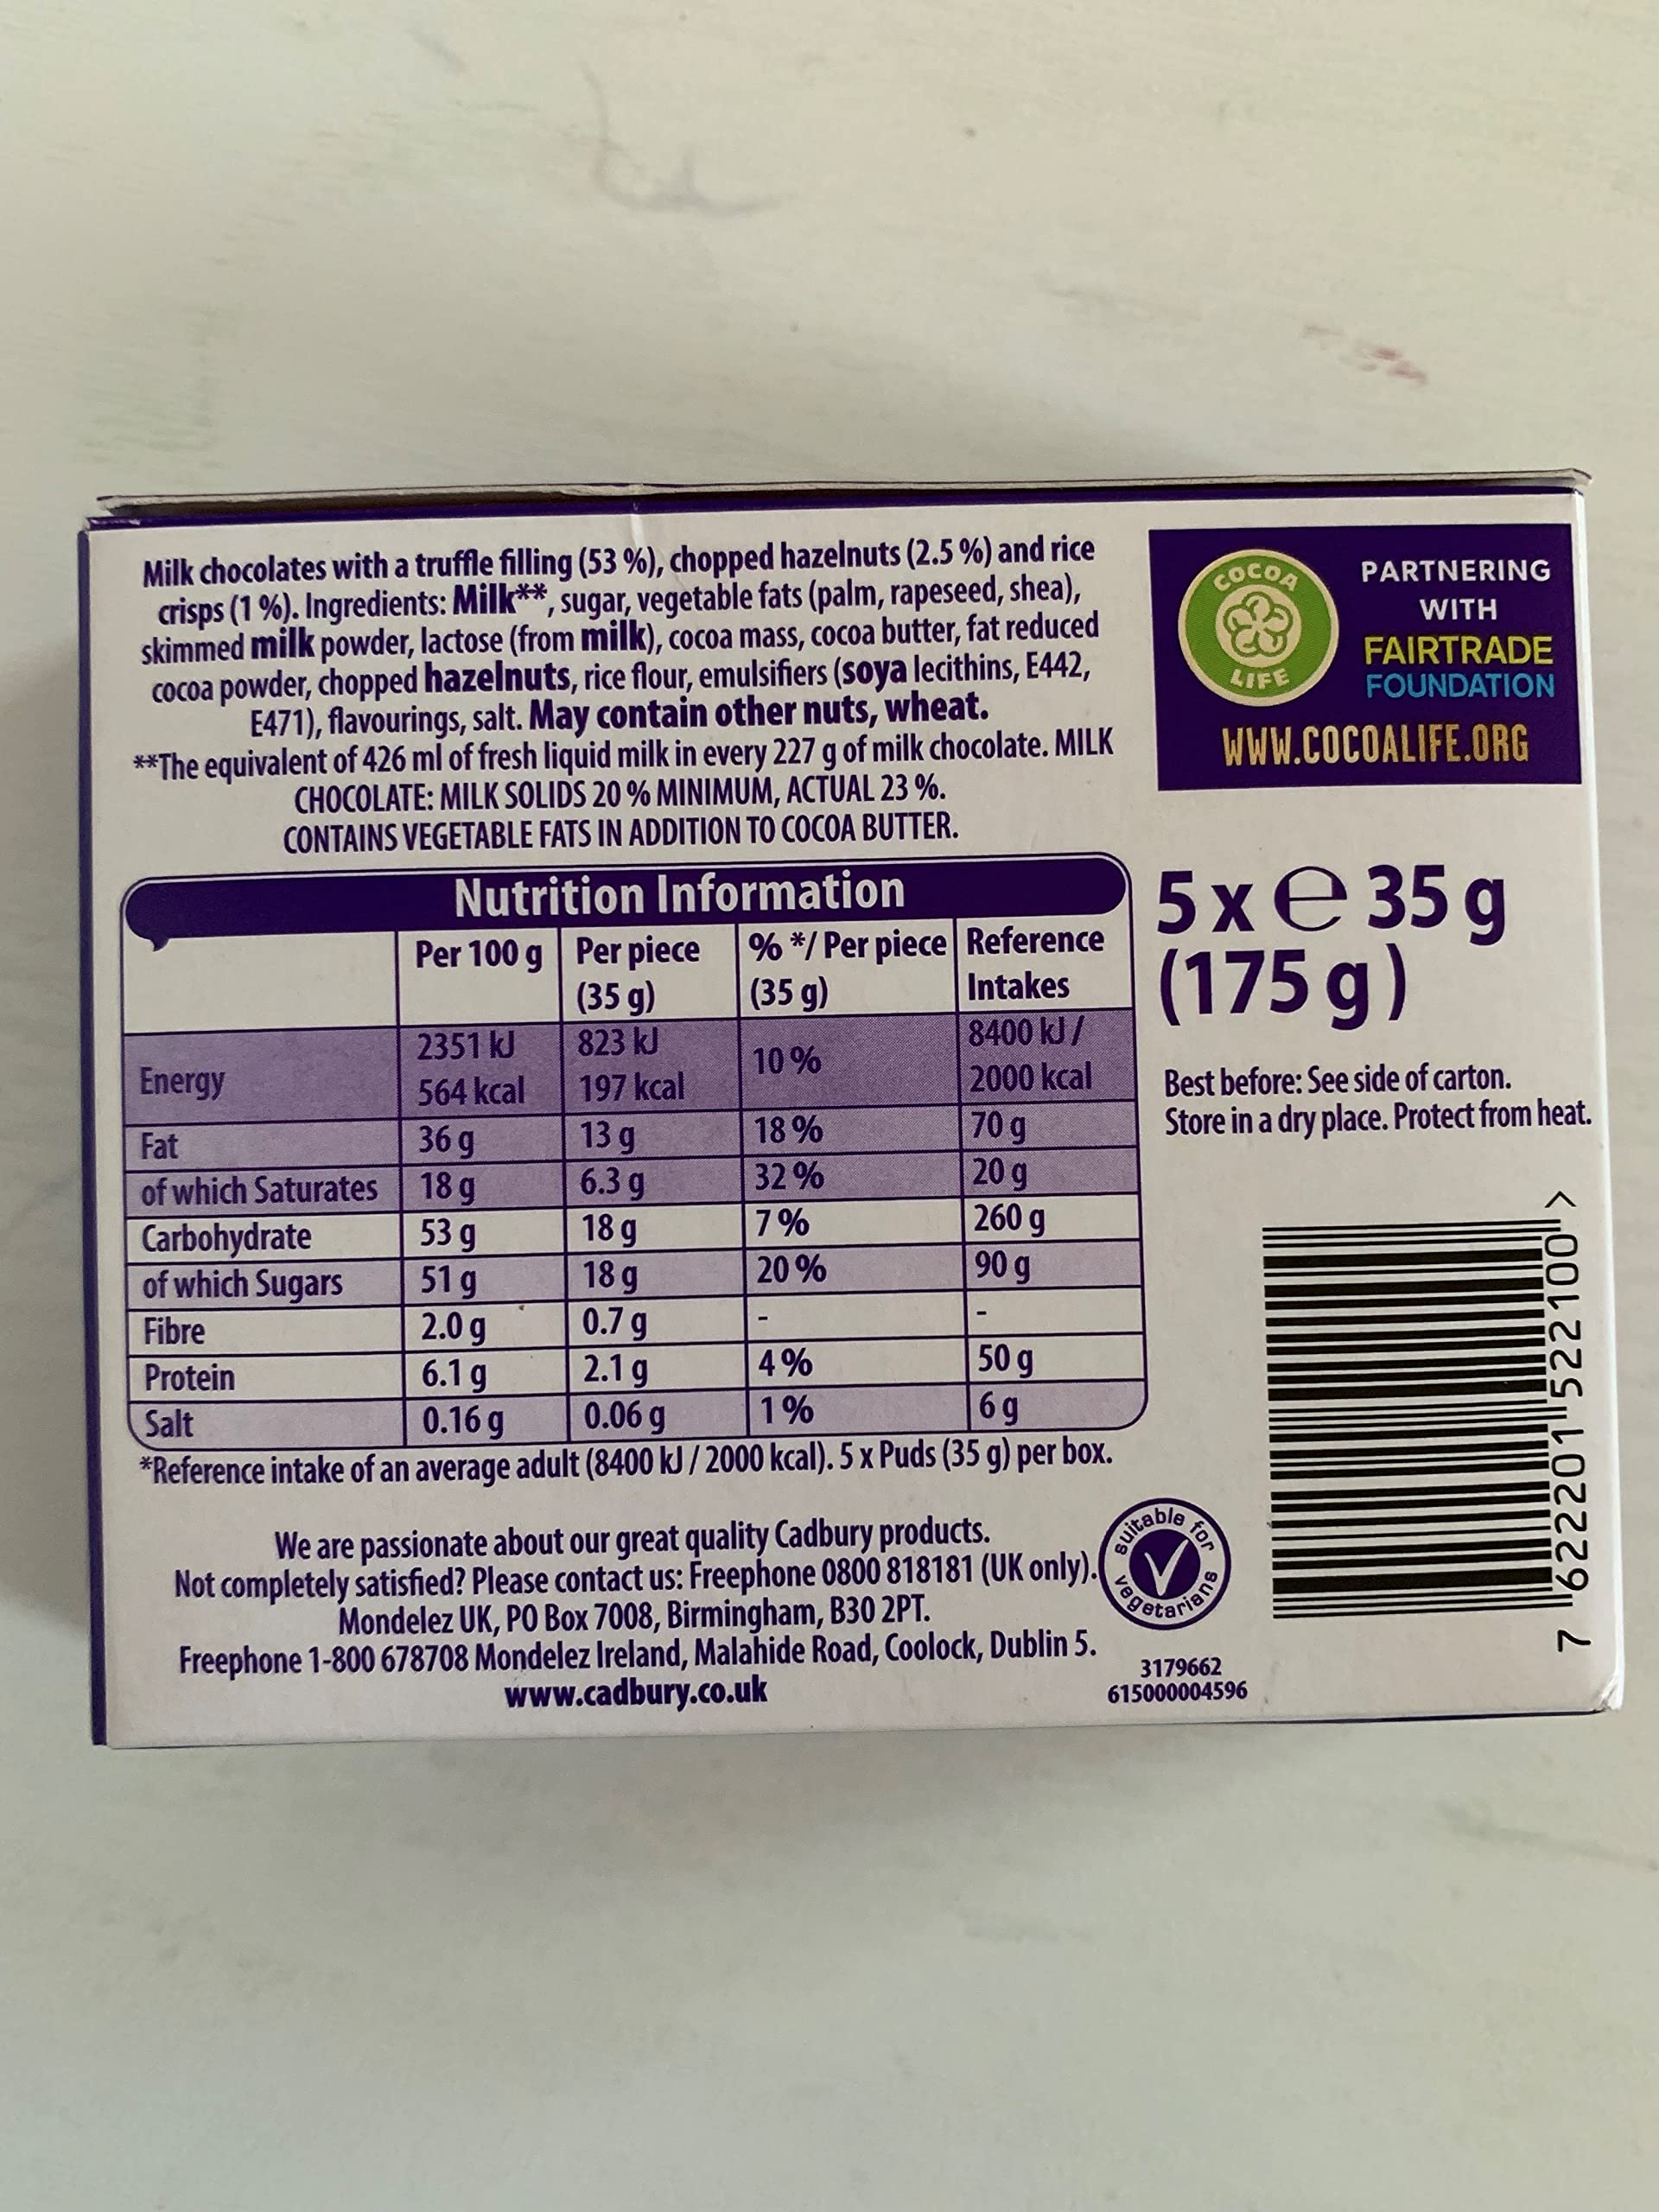 Milk chocolates with a truffle filling (53 %), chopped hazelnuts (2.5 %) and rice
crisps (1 %). Ingredients: Milk**, sugar, vegetable fats (palm, rapeseed, shea),
skimmed milk powder, lactose (from milk), cocoa mass, cocoa butter, fat reduced
cocoa powder, chopped hazelnuts, rice flour, emulsifiers (soya lecithins, E442,
E471), flavourings, salt. May contain other nuts, wheat.
**The equivalent of 426 ml of fresh liquid milk in every 227 g of milk chocolate. MILK
CHOCOLATE: MILK SOLIDS 20 % MINIMUM, ACTUAL 23 %.
CONTAINS VEGETABLE FATS IN ADDITION TO COCOA BUTTER.
COCOA
LIFE
PARTNERING
WITH
FAIRTRADE
FOUNDATION
WWW.COCOALIFE.ORG
Nutrition Information
Per 100 g Per piece % */ Per piece Reference
(35 g) (35 g) Intakes
Energy 2351 kJ 823 kJ 10 % 8400 kJ /
564 kcal 197 kcal 2000 kcal
Fat 36 g 13 g 18 % 70 g
of which Saturates 18 g 6.3 g 32 % 20 g
Carbohydrate 53 g 18 g 7 % 260 g
of which Sugars 51 g 18 g 20 % 90 g
Fibre 2.0 g 0.7 g - -
Protein 6.1 g 2.1 g 4 % 50 g
Salt 0.16 g 0.06 g 1 % 6 g
*Reference intake of an average adult (8400 kJ / 2000 kcal). 5 x Puds (35 g) per box.
5 x e 35 g
(175 g)
Best before: See side of carton.
Store in a dry place. Protect from heat.
7 622201 522100 >
We are passionate about our great quality Cadbury products.
Not completely satisfied? Please contact us: Freephone 0800 818181 (UK only).
Mondelez UK, PO Box 7008, Birmingham, B30 2PT.
Freephone 1-800 678708 Mondelez Ireland, Malahide Road, Coolock, Dublin 5.
www.cadbury.co.uk
suitable for
vegetarians
3179662
615000004596